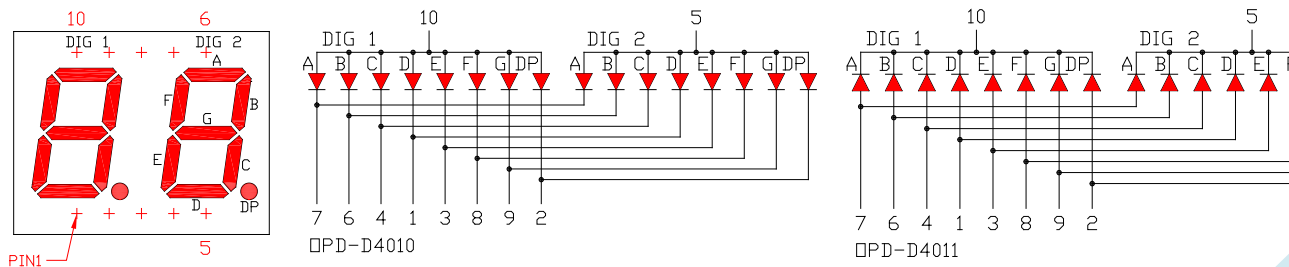 10 6
DIG 1 DIG 2
A
F B
G
E C
D DP
5
PIN1
10 5
DIG 1 DIG 2
A B C D E F G DP A B C D E F G DP
7 6 4 1 3 8 9 2
OPD-D4010
10 5
DIG 1 DIG 2
A B C D E F G DP A B C D E
7 6 4 1 3 8 9 2
OPD-D4011